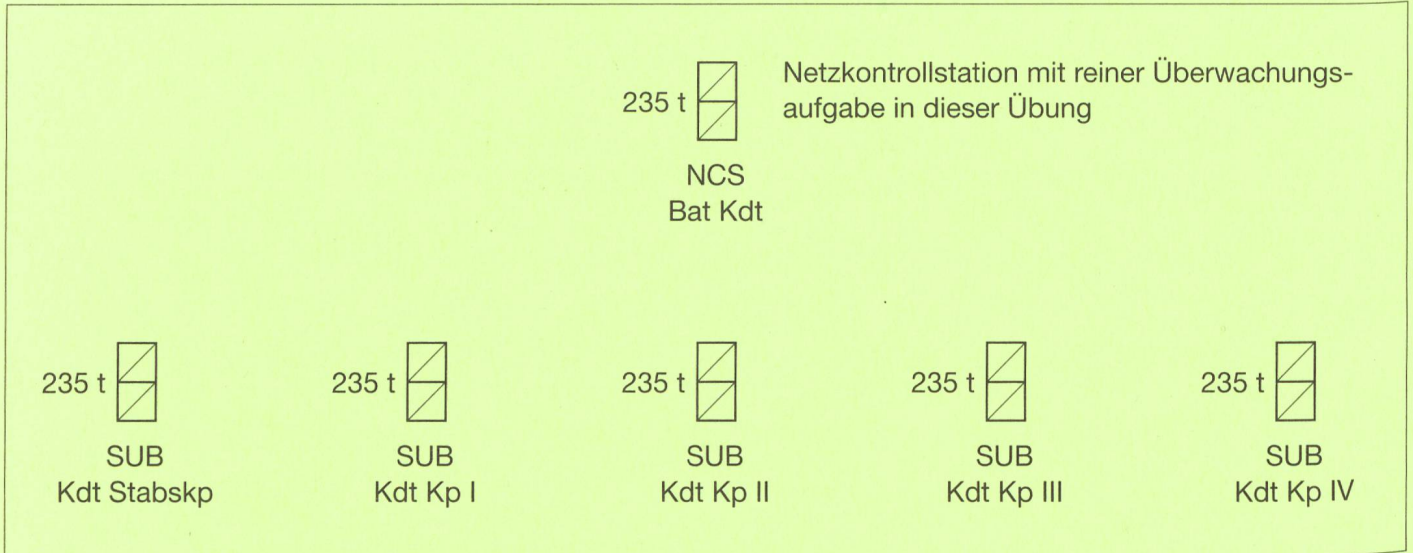 Netzkontrollstation mit reiner Überwachungs-
235 t
aufgabe in dieser Übung
NCS
Bat Kdt
235 t
235 t
235 t
235 t
235 t
SUB
SUB
SUB
SUB
SUB
Kdt Stabskp
Kdt Kp I
Kdt Kp II
Kdt Kp III
Kdt Kp IV